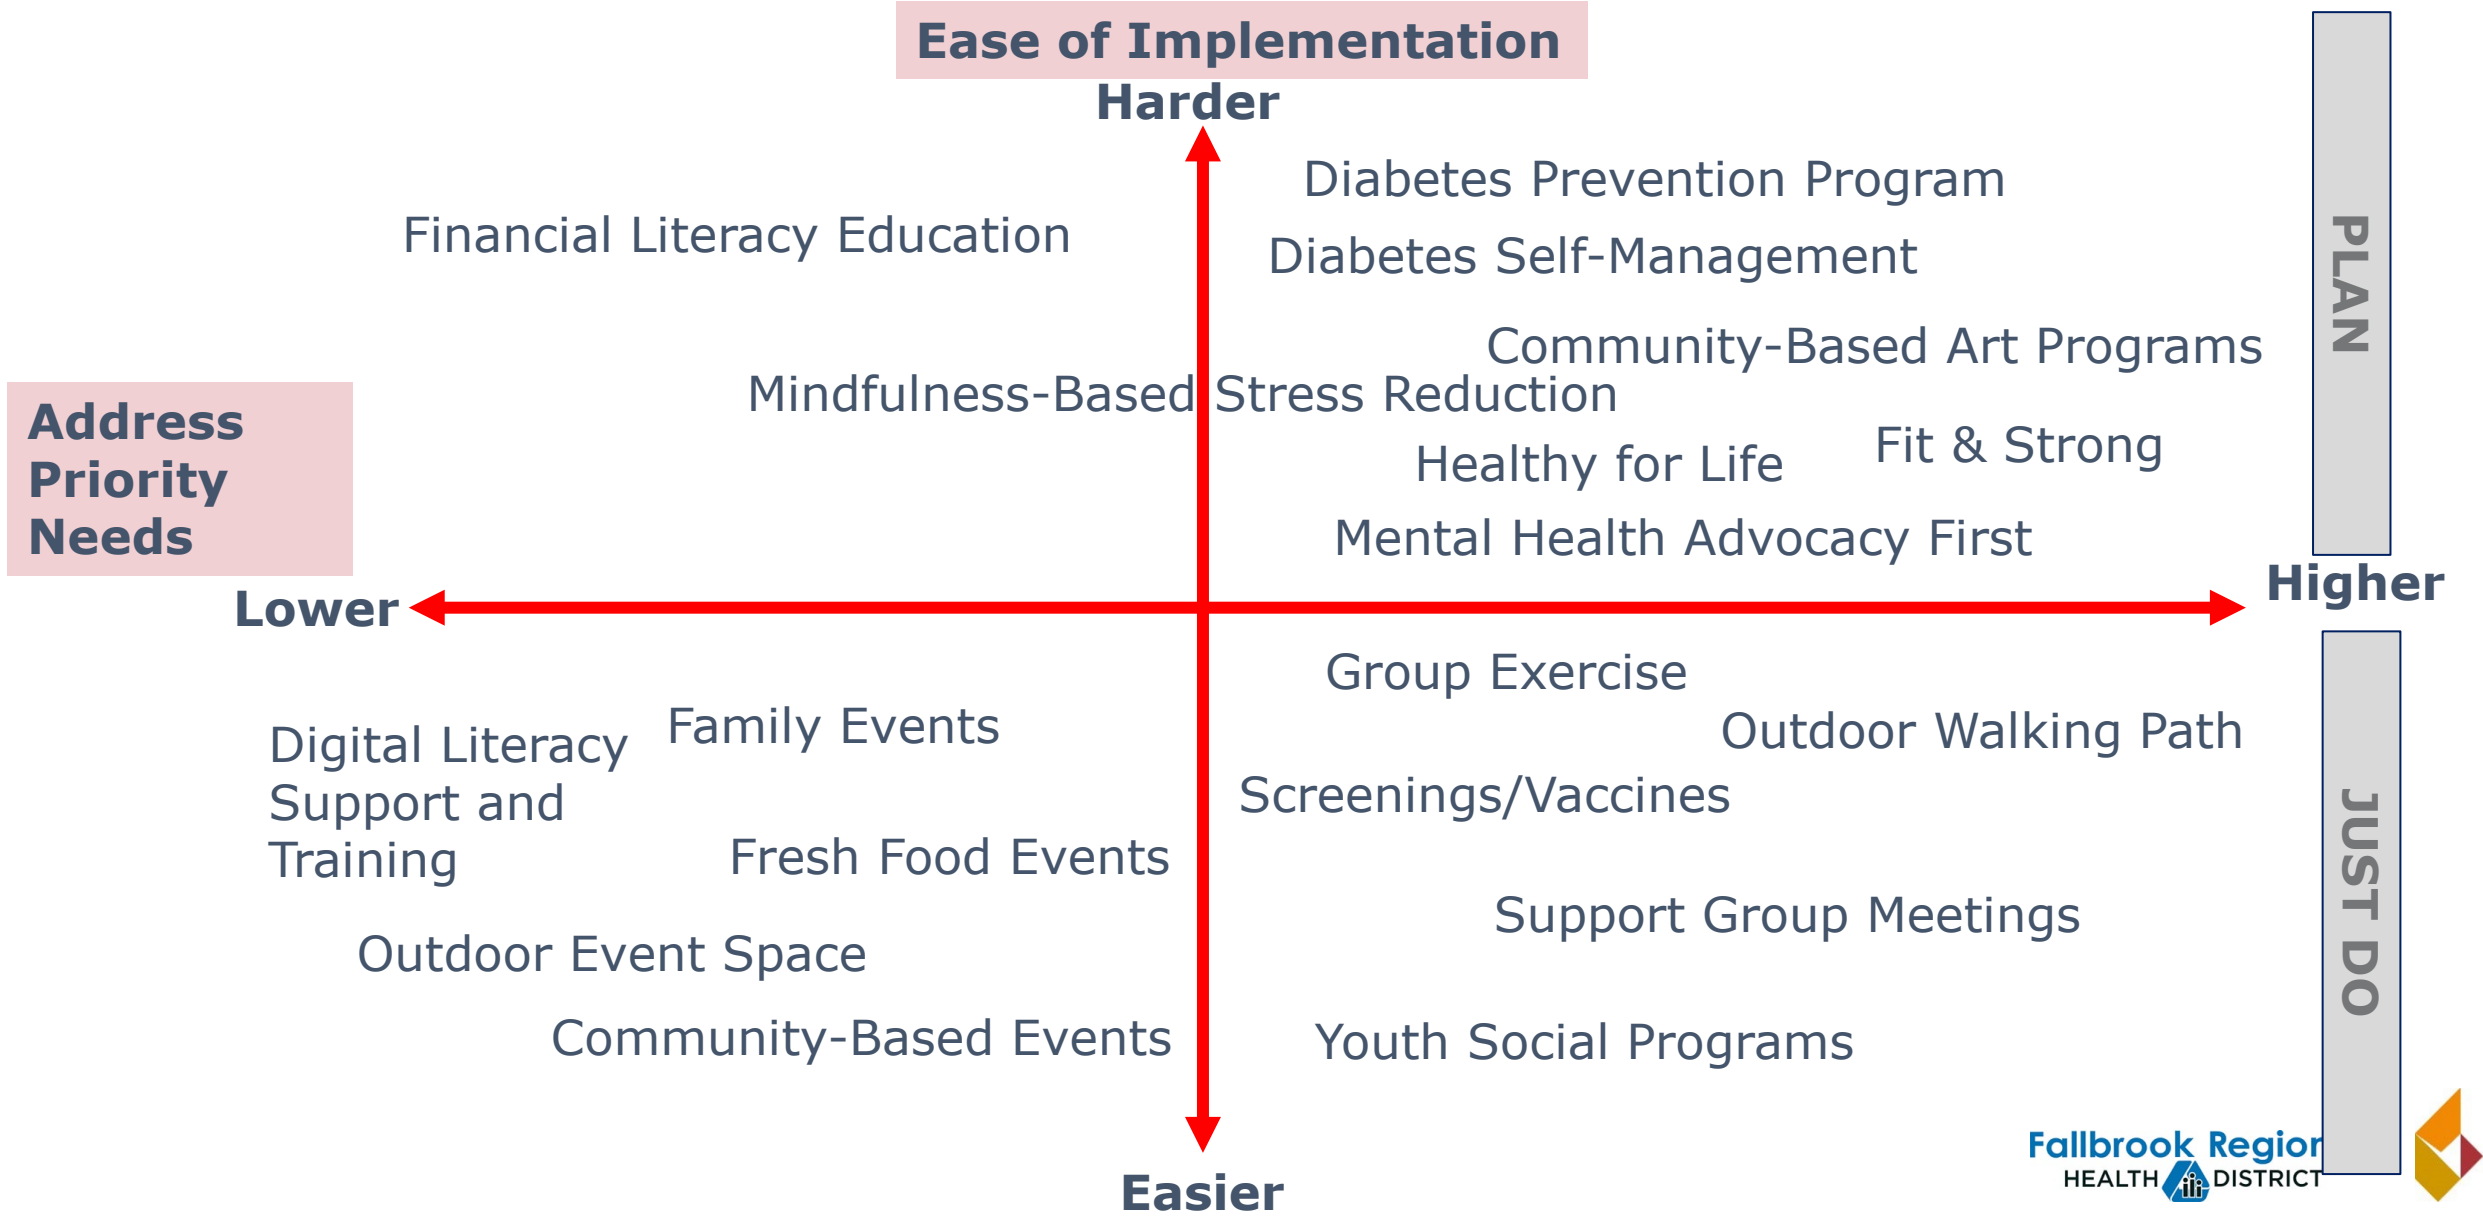 Ease of Implementation
Harder
Diabetes Prevention Program
Financial Literacy Education
Diabetes Self-Management
PLAN
Community-Based Art Programs
Mindfulness-Based Stress Reduction
Address
Priority
Needs
Fit & Strong
Healthy for Life
Mental Health Advocacy First
Lower
Higher
Group Exercise
Family Events
Outdoor Walking Path
Digital Literacy
Support and
Training
Screenings/Vaccines
Fresh Food Events
JUST DO
Support Group Meetings
Outdoor Event Space
Community-Based Events
Youth Social Programs
Fallbrook Region
HEALTH DISTRICT
Easier